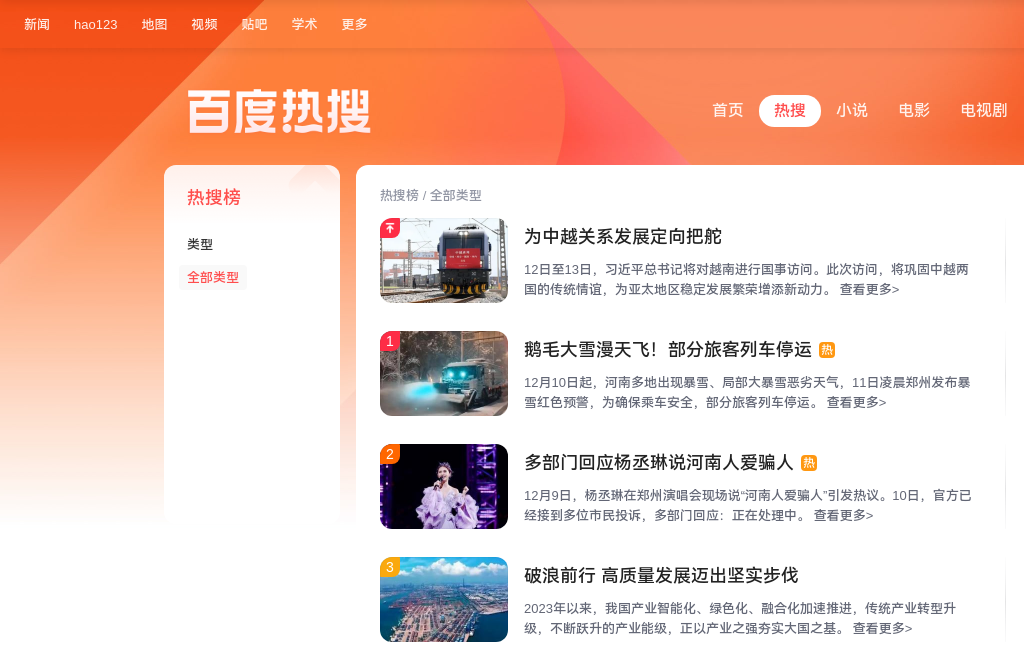 新闻 hao123 地图 视频 贴吧 学术 更多
百度热搜
首页 热搜 小说 电影 电视剧
热搜榜
类型
全部类型
热搜榜 / 全部类型
为中越关系发展定向把舵
12日至13日，习近平总书记将对越南进行国事访问。此次访问，将巩固中越两
国的传统情谊，为亚太地区稳定发展繁荣增添新动力。 查看更多>
1
鹅毛大雪漫天飞！部分旅客列车停运 热
12月10日起，河南多地出现暴雪、局部大暴雪恶劣天气，11日凌晨郑州发布暴
雪红色预警，为确保乘车安全，部分旅客列车停运。 查看更多>
2
多部门回应杨丞琳说河南人爱骗人 热
12月9日，杨丞琳在郑州演唱会现场说“河南人爱骗人”引发热议。10日，官方已
经接到多位市民投诉，多部门回应：正在处理中。 查看更多>
3
破浪前行 高质量发展迈出坚实步伐
2023年以来，我国产业智能化、绿色化、融合化加速推进，传统产业转型升
级，不断跃升的产业能级，正以产业之强夯实大国之基。 查看更多>